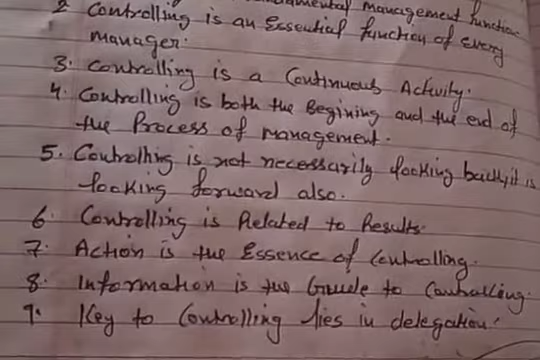 damental management function
2 Controlling is an Essential function of every
manager.
3. Controlling is a Continuous Activity.
4. Controlling is both the Begining and the end of
the Process of management.
5. Controlling is not necessarily looking back, it is
looking forward also.
6. Controlling is Related to Results.
7. Action is the Essence of Controlling.
8. Information is the Guide to Controlling.
9. Key to Controlling lies in delegation.